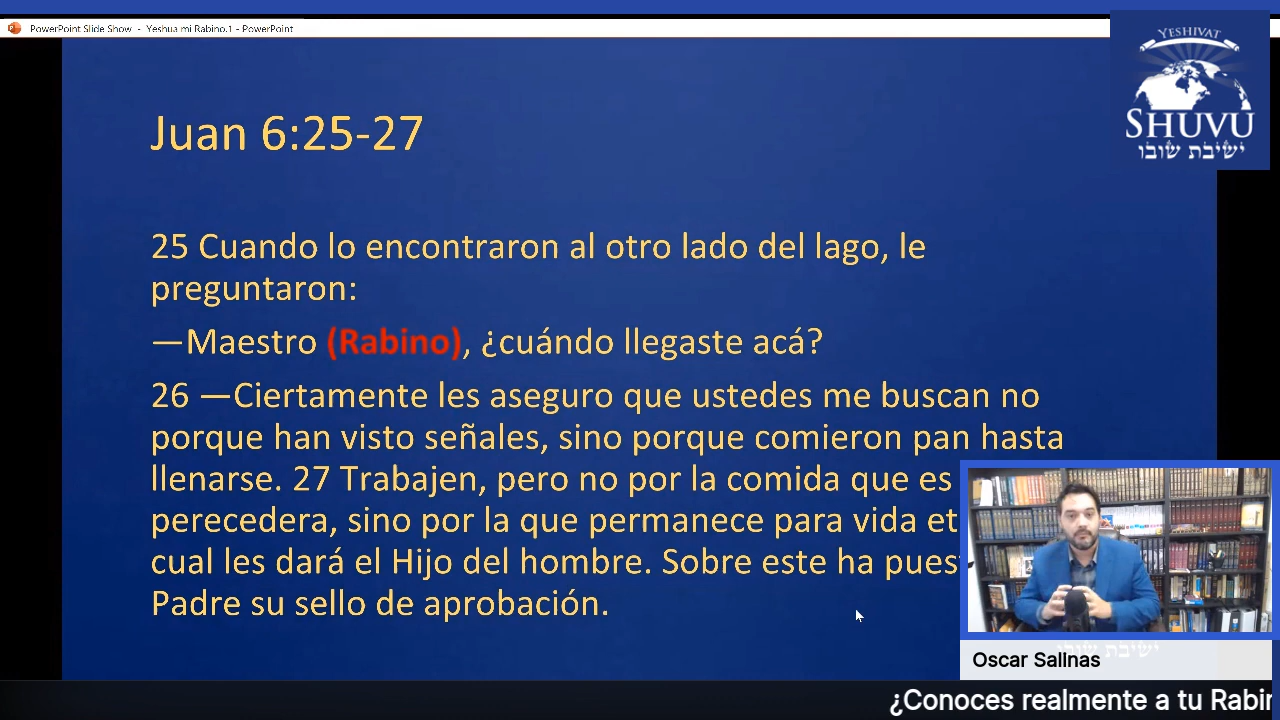 PowerPoint Slide Show - Yeshua mi Rabino.1 - PowerPoint
YESHIVAT
SHUVU
ישיבת שובו
Juan 6:25-27
25 Cuando lo encontraron al otro lado del lago, le
preguntaron:
—Maestro (Rabino), ¿cuándo llegaste acá?
26 —Ciertamente les aseguro que ustedes me buscan no
porque han visto señales, sino porque comieron pan hasta
llenarse. 27 Trabajen, pero no por la comida que es
perecedera, sino por la que permanece para vida et
cual les dará el Hijo del hombre. Sobre este ha pues
Padre su sello de aprobación.
Oscar Salinas
¿Conoces realmente a tu Rabin